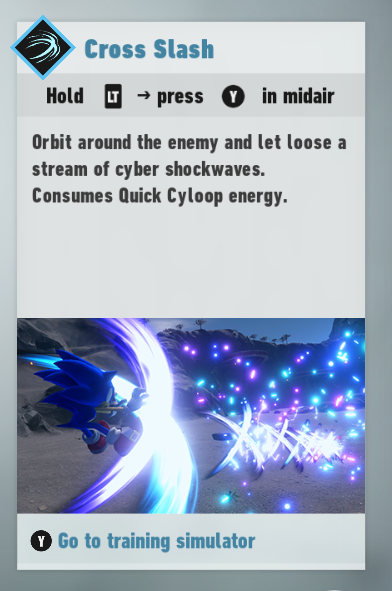 Cross Slash
Hold LT → press Y in midair
Orbit around the enemy and let loose a
stream of cyber shockwaves.
Consumes Quick Cyloop energy.
Y Go to training simulator